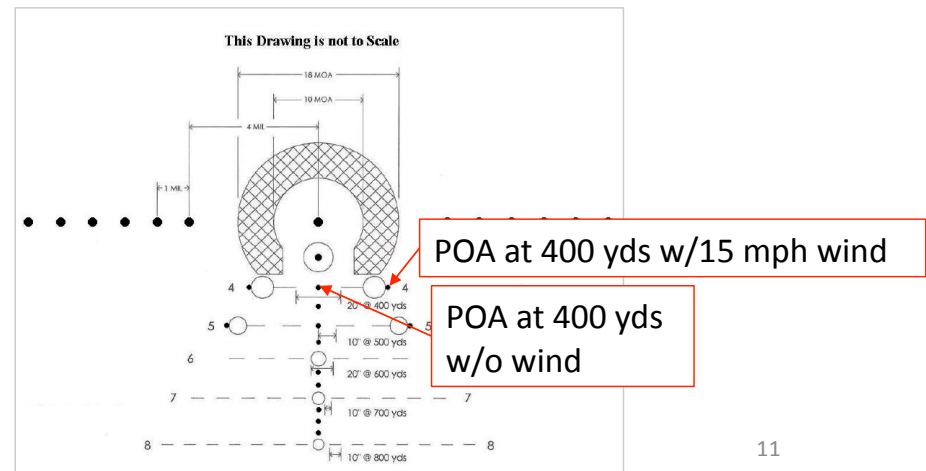 This Drawing is not to Scale
18 MOA
10 MOA
4 MIL
1 MIL
POA at 400 yds w/15 mph wind
4
4
20" @ 400 yds
POA at 400 yds
w/o wind
5
5
10" @ 500 yds
6
20" @ 600 yds
7
7
10" @ 700 yds
8
8
10" @ 800 yds
11